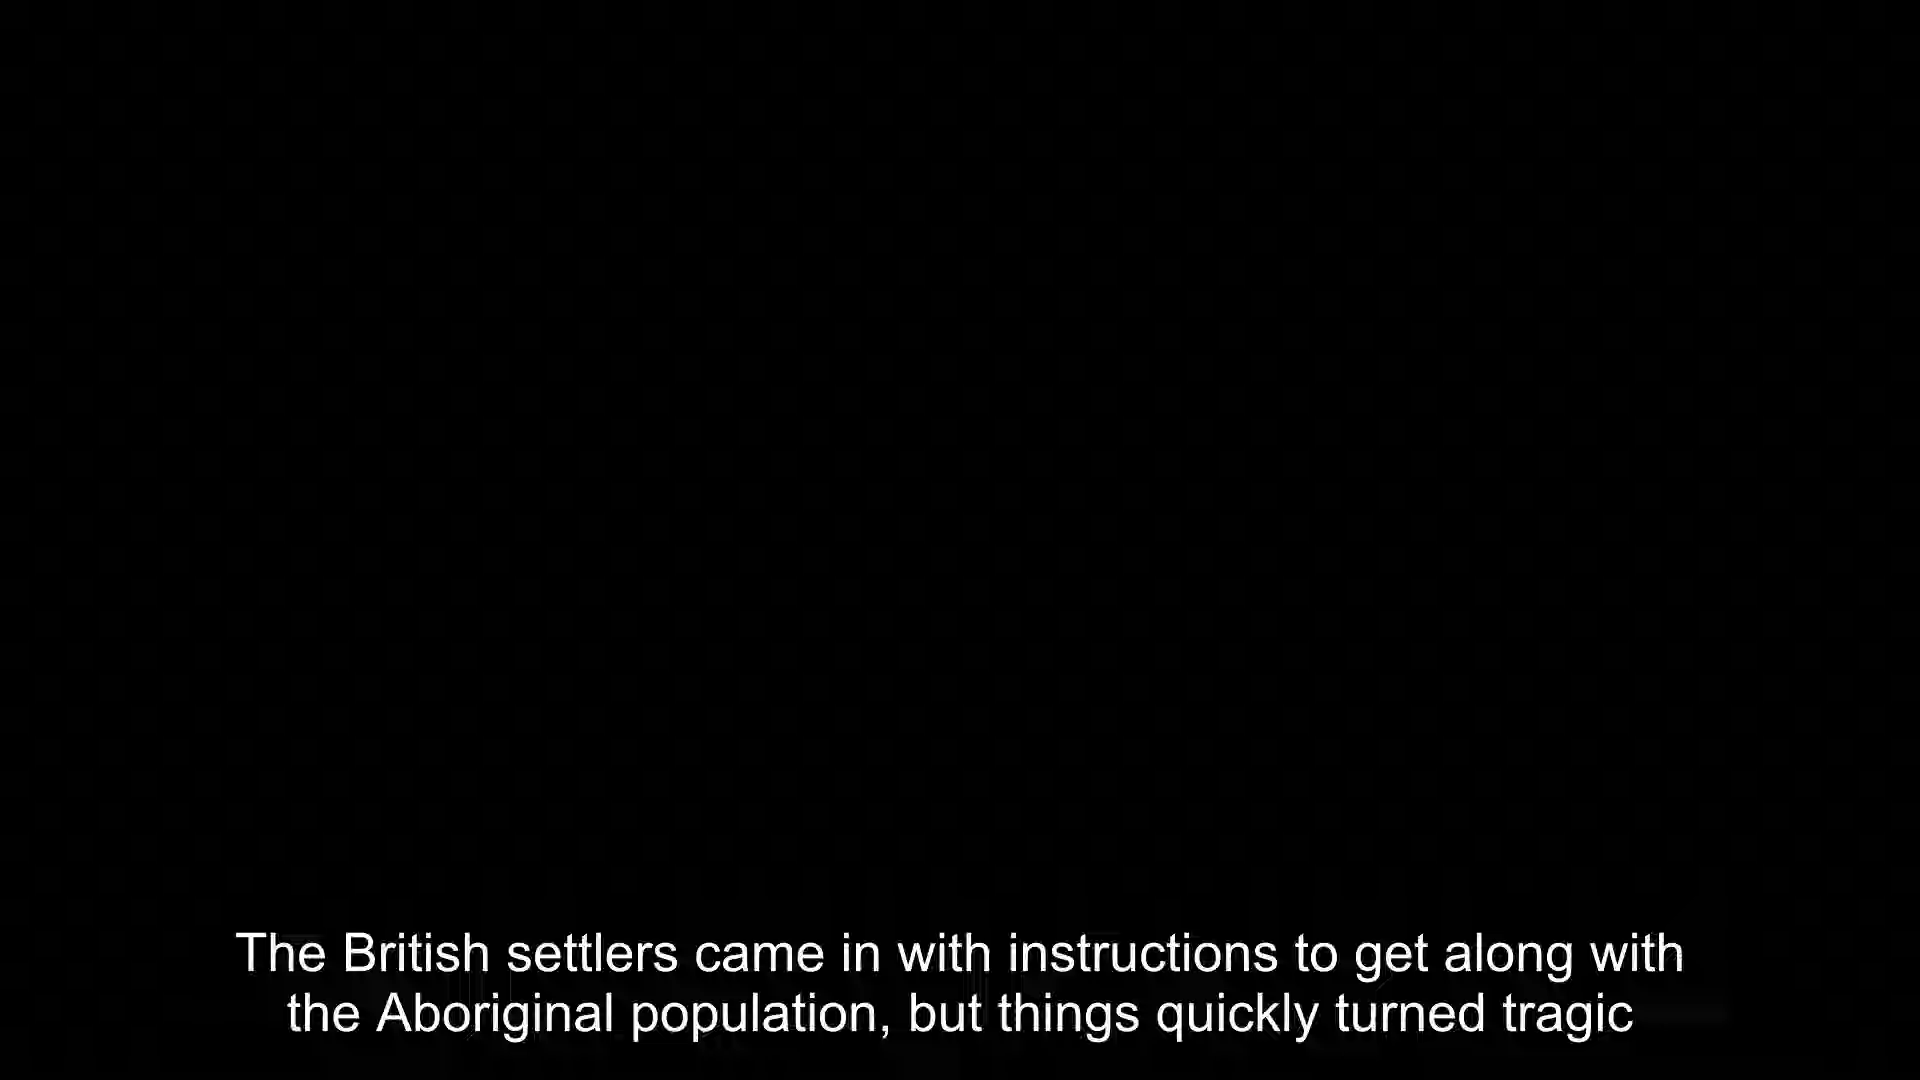 The British settlers came in with instructions to get along with
the Aboriginal population, but things quickly turned tragic